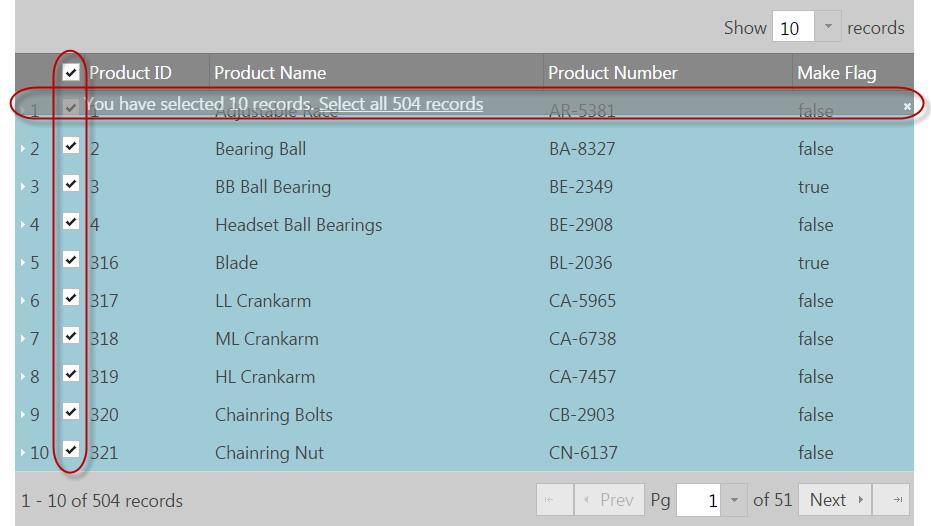 Show 10 records
Product ID Product Name Product Number Make Flag
You have selected 10 records. Select all 504 records
1 1 Adjustable Race AR-5381 false
2 2 Bearing Ball BA-8327 false
3 3 BB Ball Bearing BE-2349 true
4 4 Headset Ball Bearings BE-2908 false
5 316 Blade BL-2036 true
6 317 LL Crankarm CA-5965 false
7 318 ML Crankarm CA-6738 false
8 319 HL Crankarm CA-7457 false
9 320 Chainring Bolts CB-2903 false
10 321 Chainring Nut CN-6137 false
1 - 10 of 504 records Prev Pg 1 of 51 Next